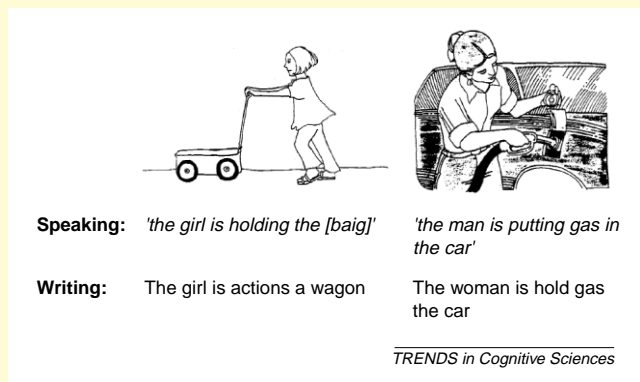 Speaking: 'the girl is holding the [baig]' 'the man is putting gas in
the car'
Writing: The girl is actions a wagon The woman is hold gas
the car
TRENDS in Cognitive Sciences